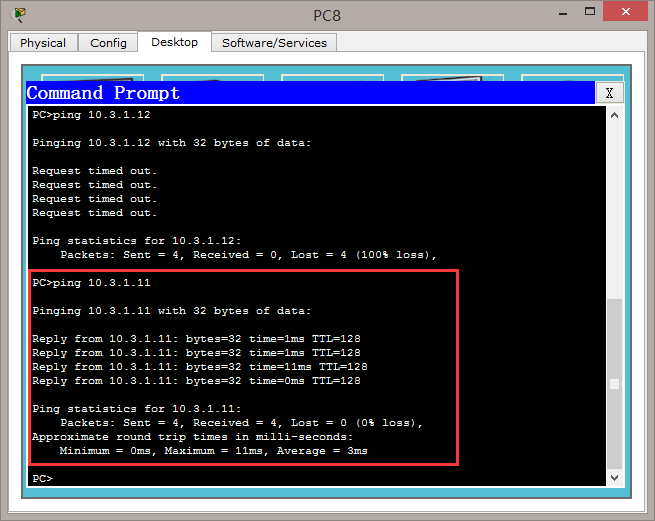 PC8
Physical Config Desktop Software/Services
Command Prompt X
PC>ping 10.3.1.12
Pinging 10.3.1.12 with 32 bytes of data:
Request timed out.
Request timed out.
Request timed out.
Request timed out.
Ping statistics for 10.3.1.12:
Packets: Sent = 4, Received = 0, Lost = 4 (100% loss),
PC>ping 10.3.1.11
Pinging 10.3.1.11 with 32 bytes of data:
Reply from 10.3.1.11: bytes=32 time=1ms TTL=128
Reply from 10.3.1.11: bytes=32 time=1ms TTL=128
Reply from 10.3.1.11: bytes=32 time=11ms TTL=128
Reply from 10.3.1.11: bytes=32 time=0ms TTL=128
Ping statistics for 10.3.1.11:
Packets: Sent = 4, Received = 4, Lost = 0 (0% loss),
Approximate round trip times in milli-seconds:
Minimum = 0ms, Maximum = 11ms, Average = 3ms
PC>